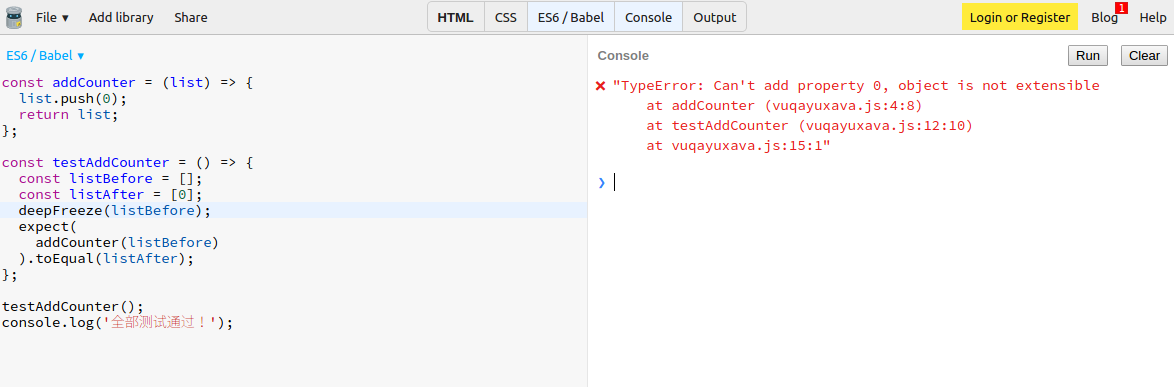 File ▾ Add library Share HTML CSS ES6 / Babel Console Output Login or Register Blog 1 Help
ES6 / Babel ▾
const addCounter = (list) => {
  list.push(0);
  return list;
};
const testAddCounter = () => {
  const listBefore = [];
  const listAfter = [0];
  deepFreeze(listBefore);
  expect(
    addCounter(listBefore)
  ).toEqual(listAfter);
};
testAddCounter();
console.log('全部测试通过！');
Console Run Clear
"TypeError: Can't add property 0, object is not extensible
    at addCounter (vuqayuxava.js:4:8)
    at testAddCounter (vuqayuxava.js:12:10)
    at vuqayuxava.js:15:1"